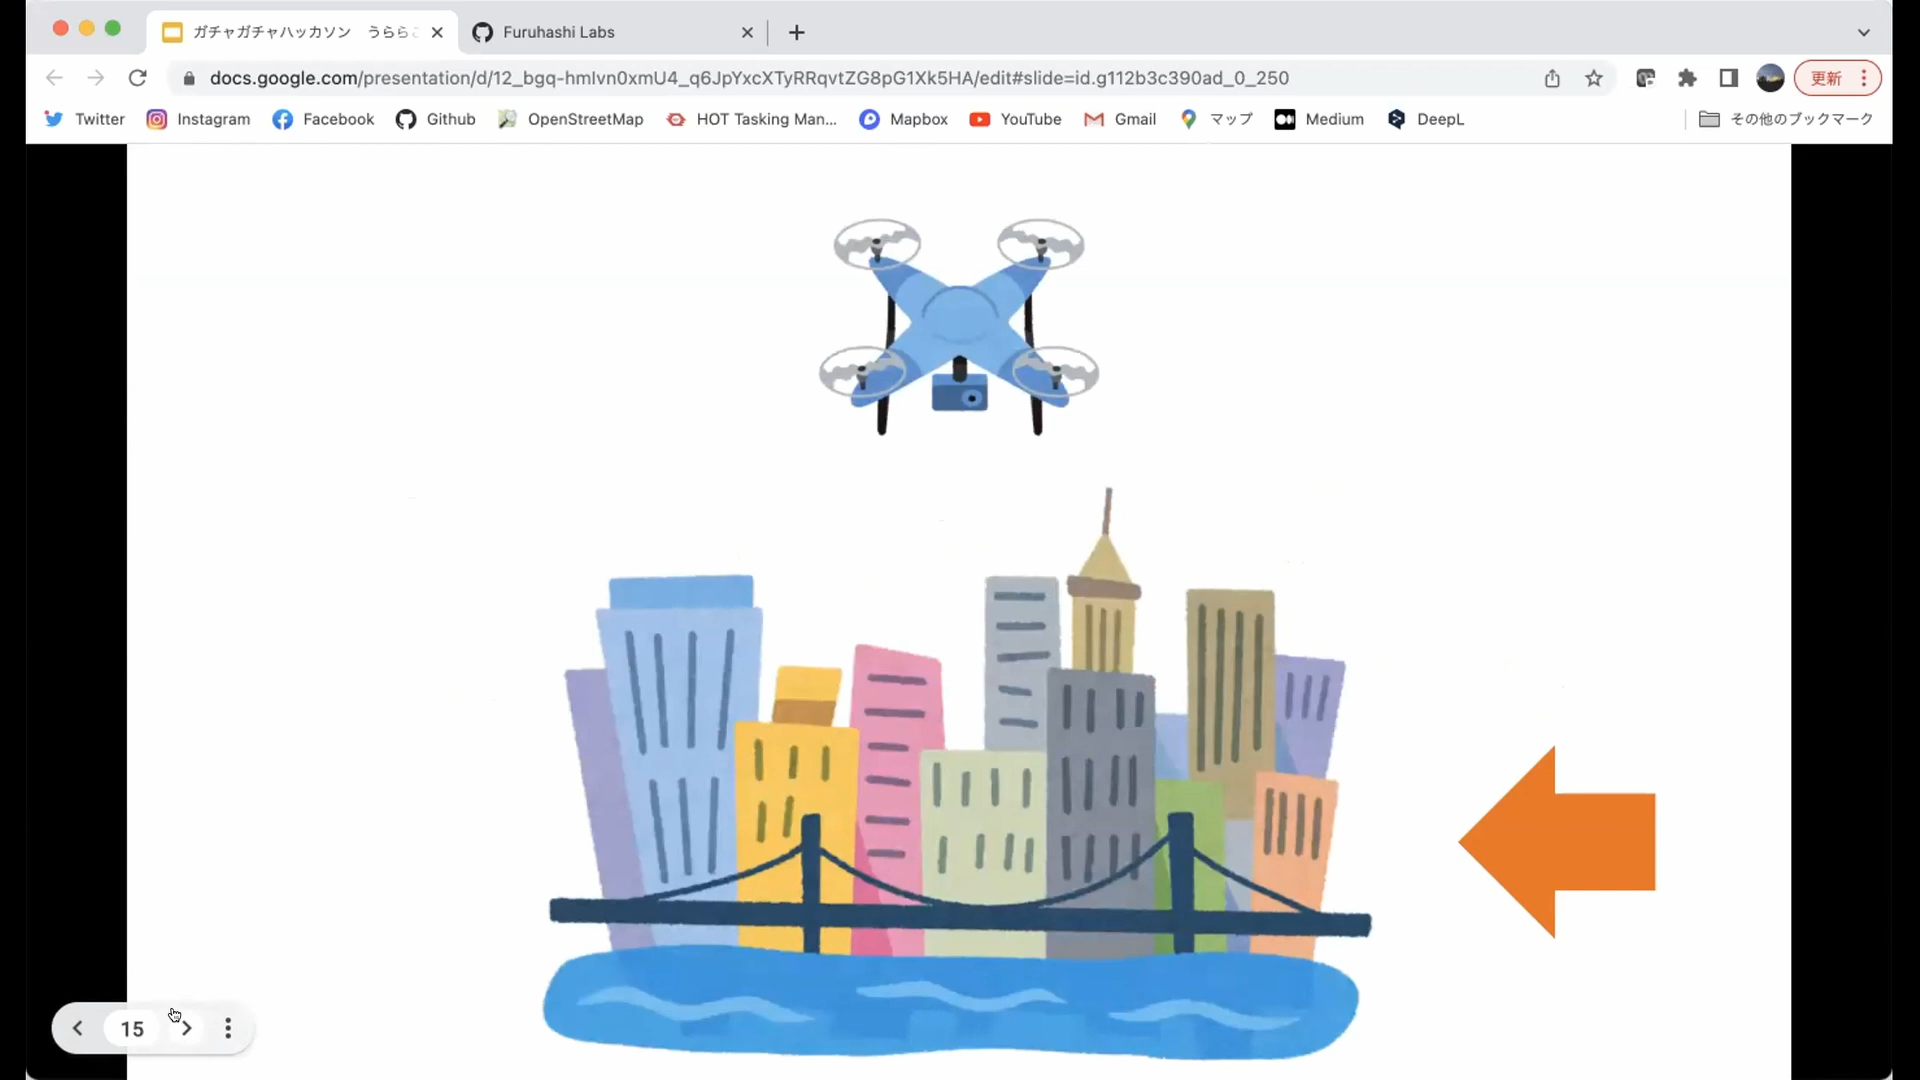 ガチャガチャハッカソン　うららこ
Furuhashi Labs
docs.google.com/presentation/d/12_bgq-hmIvn0xmU4_q6JpYxcXTyRRqvtZG8pG1Xk5HA/edit#slide=id.g112b3c390ad_0_250
更新
Twitter Instagram Facebook Github OpenStreetMap HOT Tasking Man... Mapbox YouTube Gmail マップ Medium DeepL その他のブックマーク
15